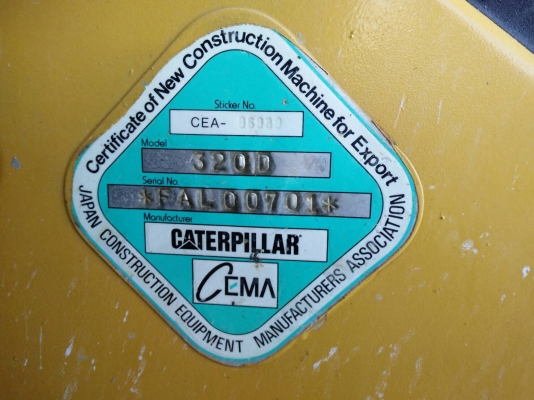 Certificate of New Construction Machine for Export
Sticker No.
CEA-
Model
320D
Serial No.
*FAL00701*
Manufacturer
CATERPILLAR
CEMA
JAPAN CONSTRUCTION EQUIPMENT MANUFACTURERS ASSOCIATION